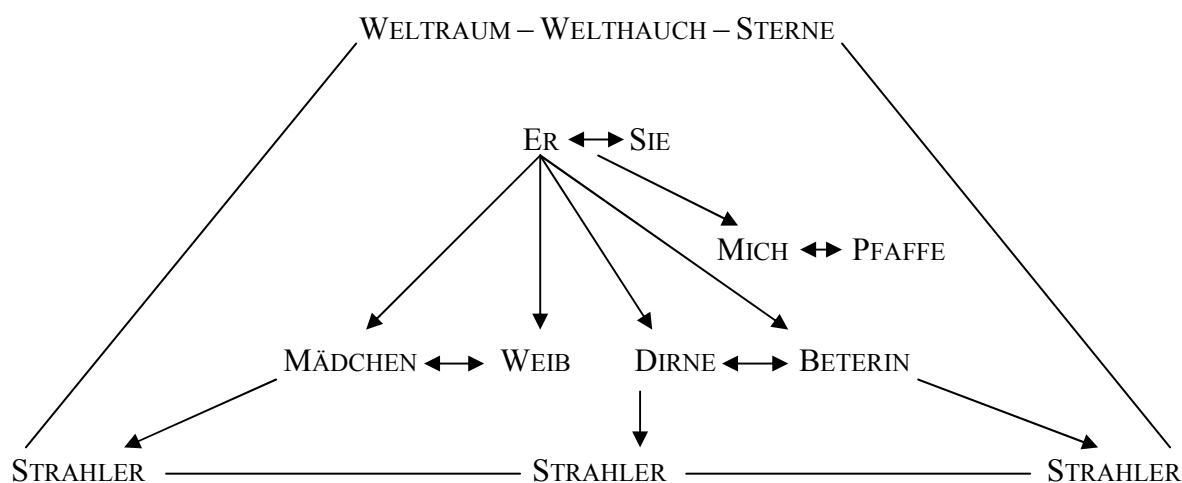 WELTRAUM – WELTHAUCH – STERNE
ER SIE
MICH PFAFFE
MÄDCHEN WEIB DIRNE BETERIN
STRAHLER STRAHLER STRAHLER